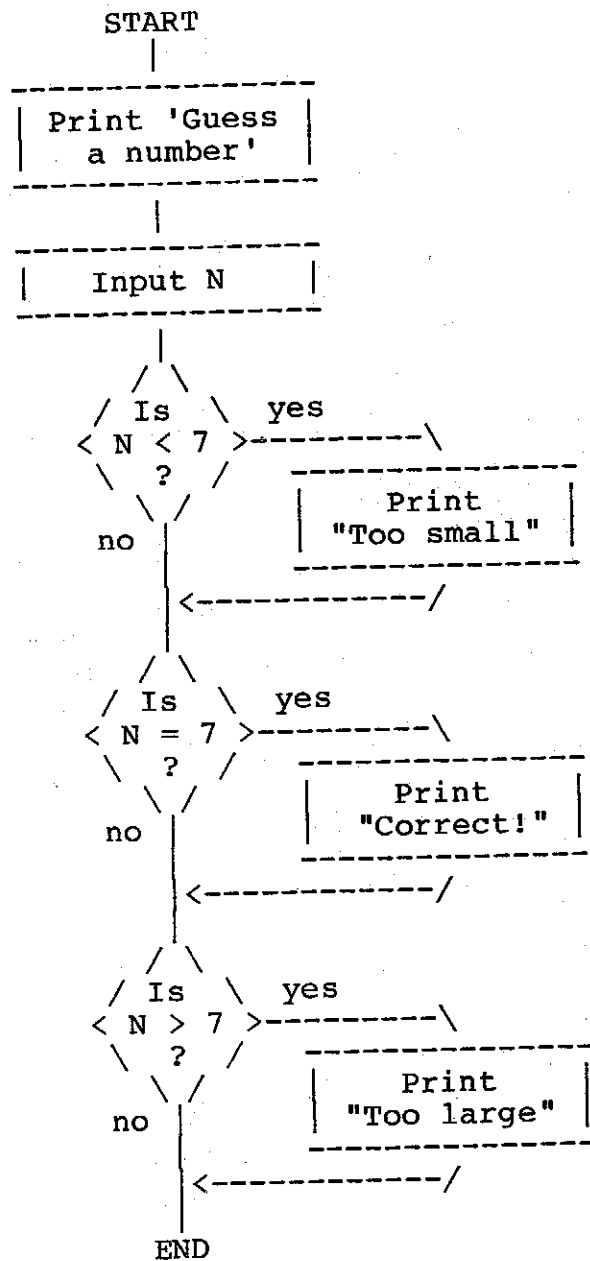 START
Print 'Guess
a number'
Input N
Is yes
N < 7
?
no
Print
"Too small"
Is yes
N = 7
?
no
Print
"Correct!"
Is yes
N > 7
?
no
Print
"Too large"
END